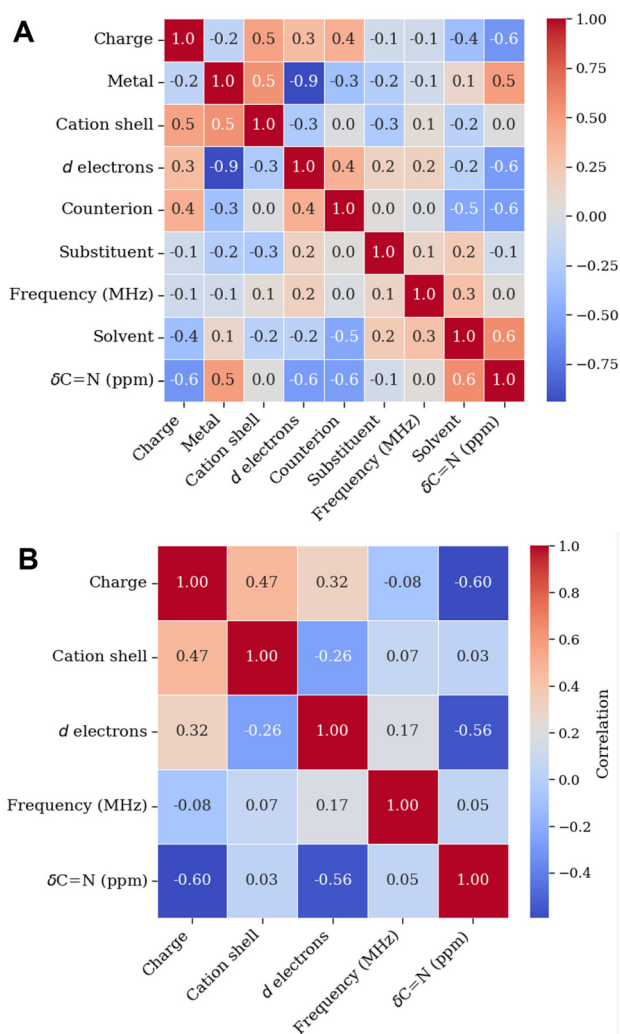 A
Charge 1.0 -0.2 0.5 0.3 0.4 -0.1 -0.1 -0.4 -0.6
Metal -0.2 1.0 0.5 -0.9 -0.3 -0.2 -0.1 0.1 0.5
Cation shell 0.5 0.5 1.0 -0.3 0.0 -0.3 0.1 -0.2 0.0
d electrons 0.3 -0.9 -0.3 1.0 0.4 0.2 0.2 -0.2 -0.6
Counterion 0.4 -0.3 0.0 0.4 1.0 0.0 0.0 -0.5 -0.6
Substituent -0.1 -0.2 -0.3 0.2 0.0 1.0 0.1 0.2 -0.1
Frequency (MHz) -0.1 -0.1 0.1 0.2 0.0 0.1 1.0 0.3 0.0
Solvent -0.4 0.1 -0.2 -0.2 -0.5 0.2 0.3 1.0 0.6
δC=N (ppm) -0.6 0.5 0.0 -0.6 -0.6 -0.1 0.0 0.6 1.0
Charge
Metal
Cation shell
d electrons
Counterion
Substituent
Frequency (MHz)
Solvent
δC=N (ppm)
1.00
0.75
0.50
0.25
0.00
−0.25
−0.50
−0.75
B
Charge 1.00 0.47 0.32 -0.08 -0.60
Cation shell 0.47 1.00 -0.26 0.07 0.03
d electrons 0.32 -0.26 1.00 0.17 -0.56
Frequency (MHz) -0.08 0.07 0.17 1.00 0.05
δC=N (ppm) -0.60 0.03 -0.56 0.05 1.00
Charge
Cation shell
d electrons
Frequency (MHz)
δC=N (ppm)
1.0
0.8
0.6
0.4
0.2
0.0
−0.2
−0.4
Correlation